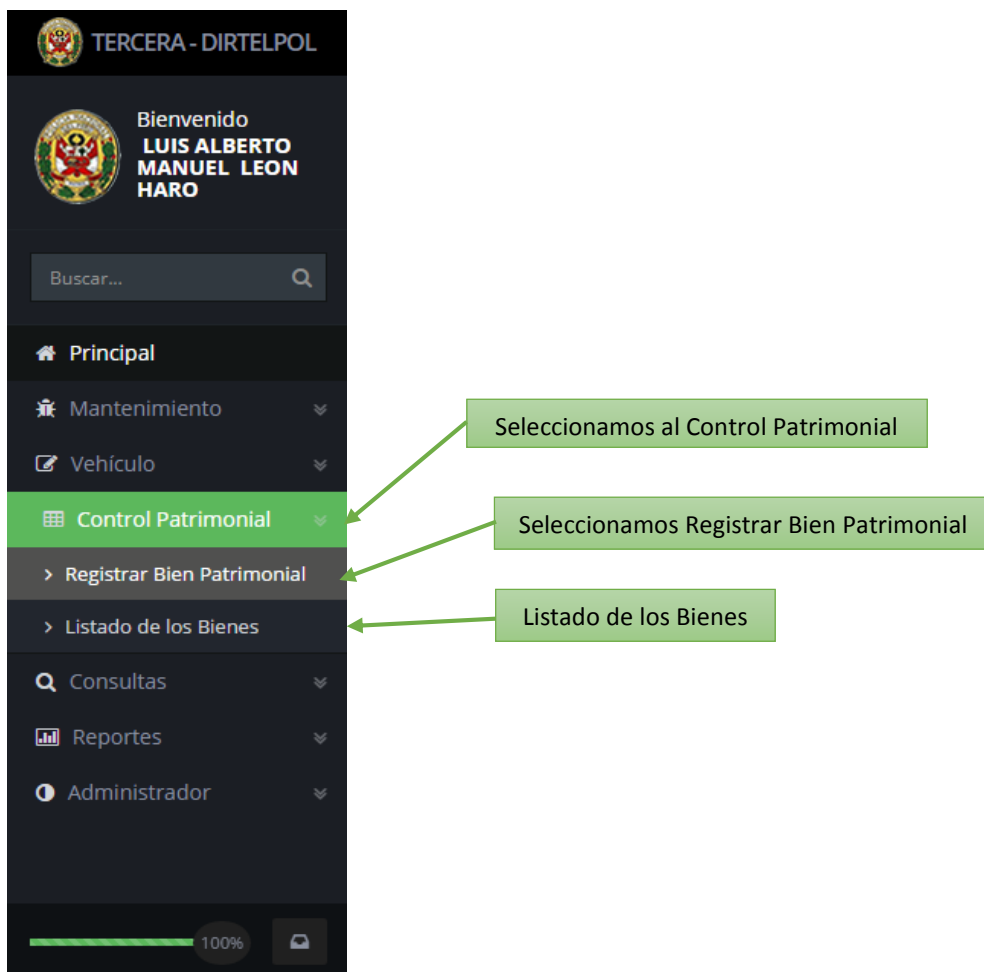 TERCERA - DIRTELPOL
Bienvenido
LUIS ALBERTO
MANUEL LEON
HARO
Buscar...
Principal
Mantenimiento
Vehículo
Control Patrimonial
Registrar Bien Patrimonial
Listado de los Bienes
Consultas
Reportes
Administrador
100%
Seleccionamos al Control Patrimonial
Seleccionamos Registrar Bien Patrimonial
Listado de los Bienes